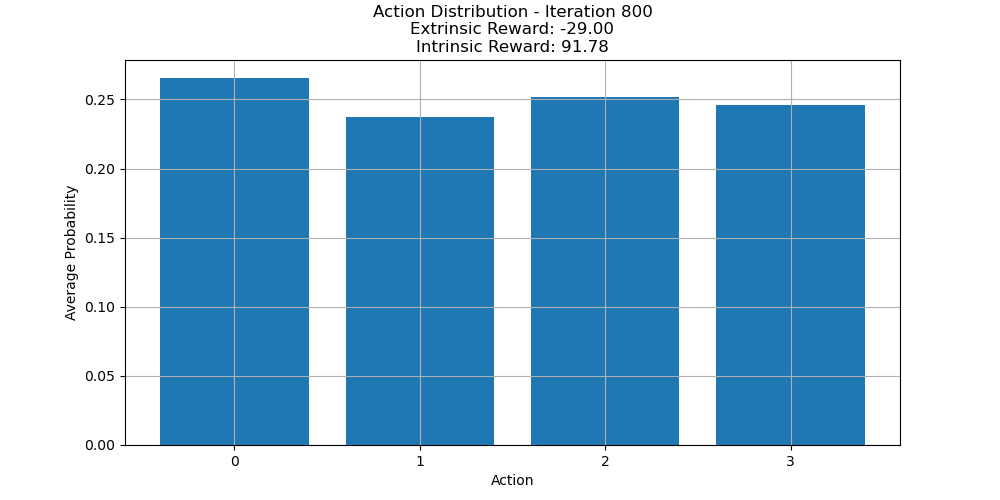 Action Distribution - Iteration 800
Extrinsic Reward: -29.00
Intrinsic Reward: 91.78
Average Probability
0.25
0.20
0.15
0.10
0.05
0.00
0 1 2 3
Action